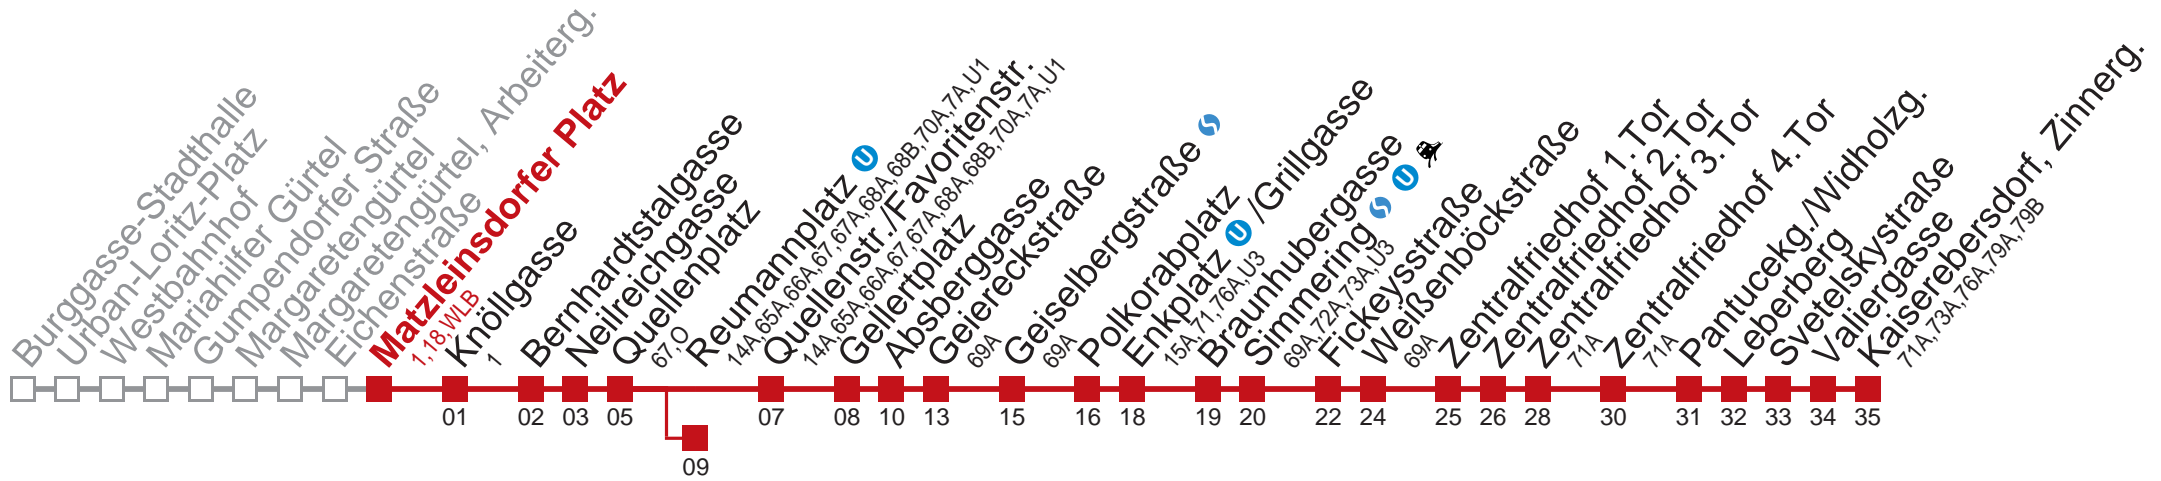 Burggasse-Stadthalle
Urban-Loritz-Platz
Westbahnhof
Mariahilfer Gürtel
Gumpendorfer Straße
Margaretengürtel
Margaretengürtel, Arbeiterg.
Eichenstraße
Matzleinsdorfer Platz
1,18,WLB
Knöllgasse
1
Bernhardtstalgasse
Neilreichgasse
Quellenplatz
67,O
Reumannplatz U
14A,65A,66A,67,67A,68A,68B,70A,7A,U1
Quellenstr./Favoritenstr.
14A,65A,66A,67,67A,68A,68B,70A,7A,U1
Gellertplatz
Absberggasse
Geiereckstraße
69A
Geiselbergstraße
69A
Polkorabplatz
Enkplatz U /Grillgasse
15A,71,76A,U3
Braunhubergasse
Simmering U
69A,72A,73A,U3
Fickeysstraße
Weißenböckstraße
69A
Zentralfriedhof 1. Tor
Zentralfriedhof 2. Tor
Zentralfriedhof 3. Tor
71A
Zentralfriedhof 4. Tor
71A
Pantucekg./Widholzg.
Leberberg
Svetelskystraße
Valiergasse
Kaiserebersdorf, Zinnerg.
71A,73A,76A,79A,79B
01 02 03 05 07 08 10 13 15 16 18 19 20 22 24 25 26 28 30 31 32 33 34 35
09